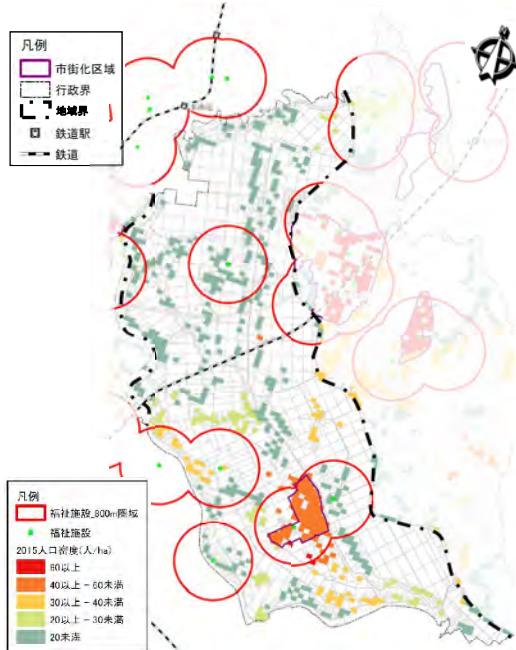 凡例
市街化区域
行政界
地域界
鉄道駅
鉄道
凡例
福祉施設_800m圏域
福祉施設
2015人口密度(人/ha)
60以上
40以上－60未満
30以上－40未満
20以上－30未満
20未満